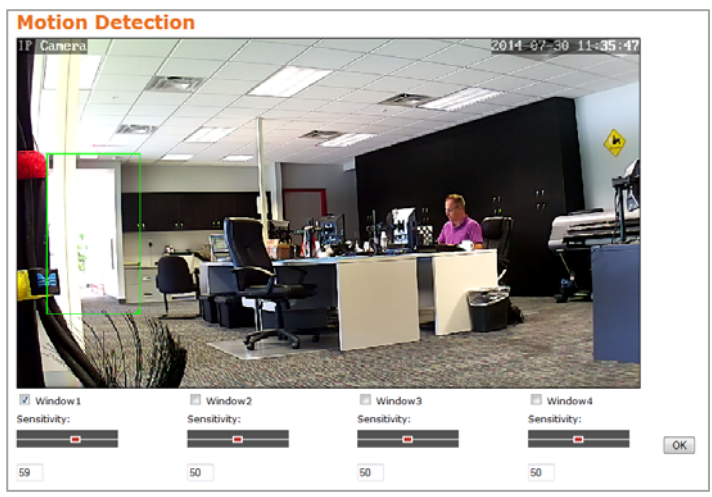 Motion Detection
IP Camera 2014-07-30 11:35:47
Window1 Window2 Window3 Window4
Sensitivity: Sensitivity: Sensitivity: Sensitivity:
OK
59 50 50 50